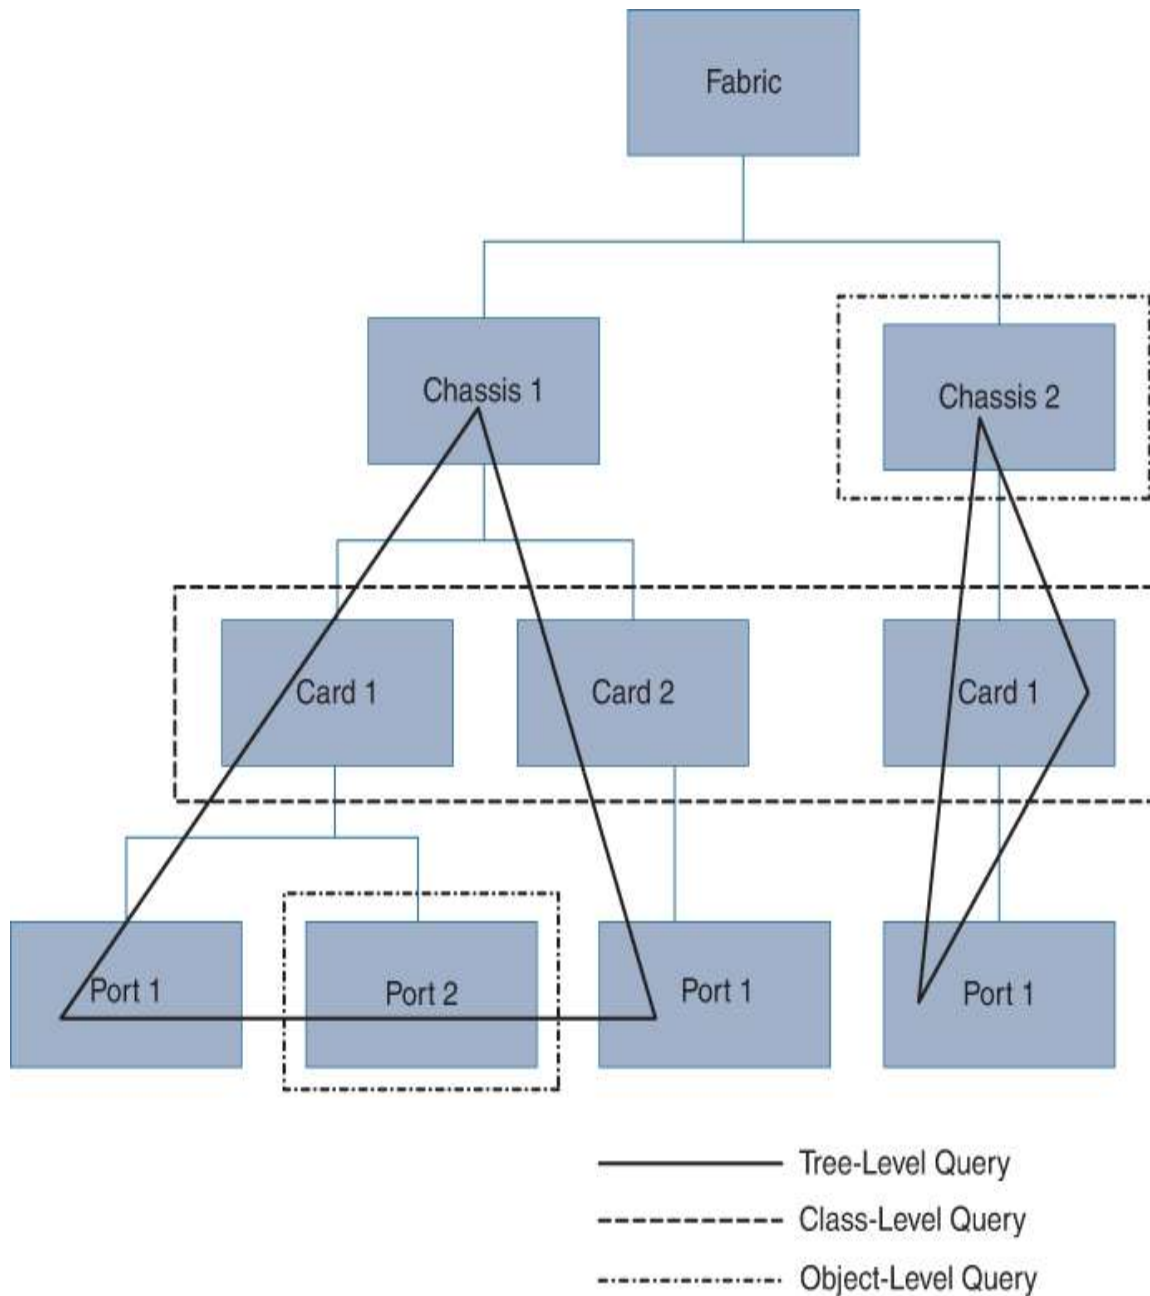 Fabric
Chassis 1
Chassis 2
Card 1
Card 2
Card 1
Port 1
Port 2
Port 1
Port 1
Tree-Level Query
Class-Level Query
Object-Level Query